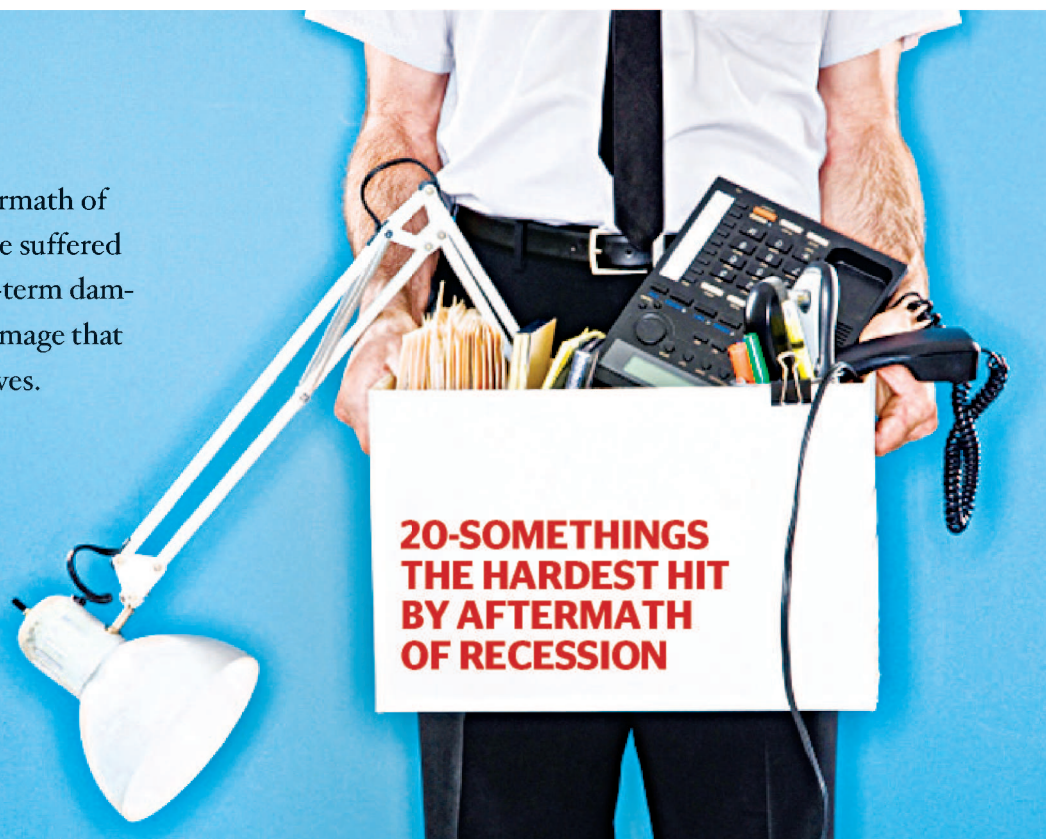 rmath of
e suffered
-term dam-
mage that
ves.
20-SOMETHINGS
THE HARDEST HIT
BY AFTERMATH
OF RECESSION